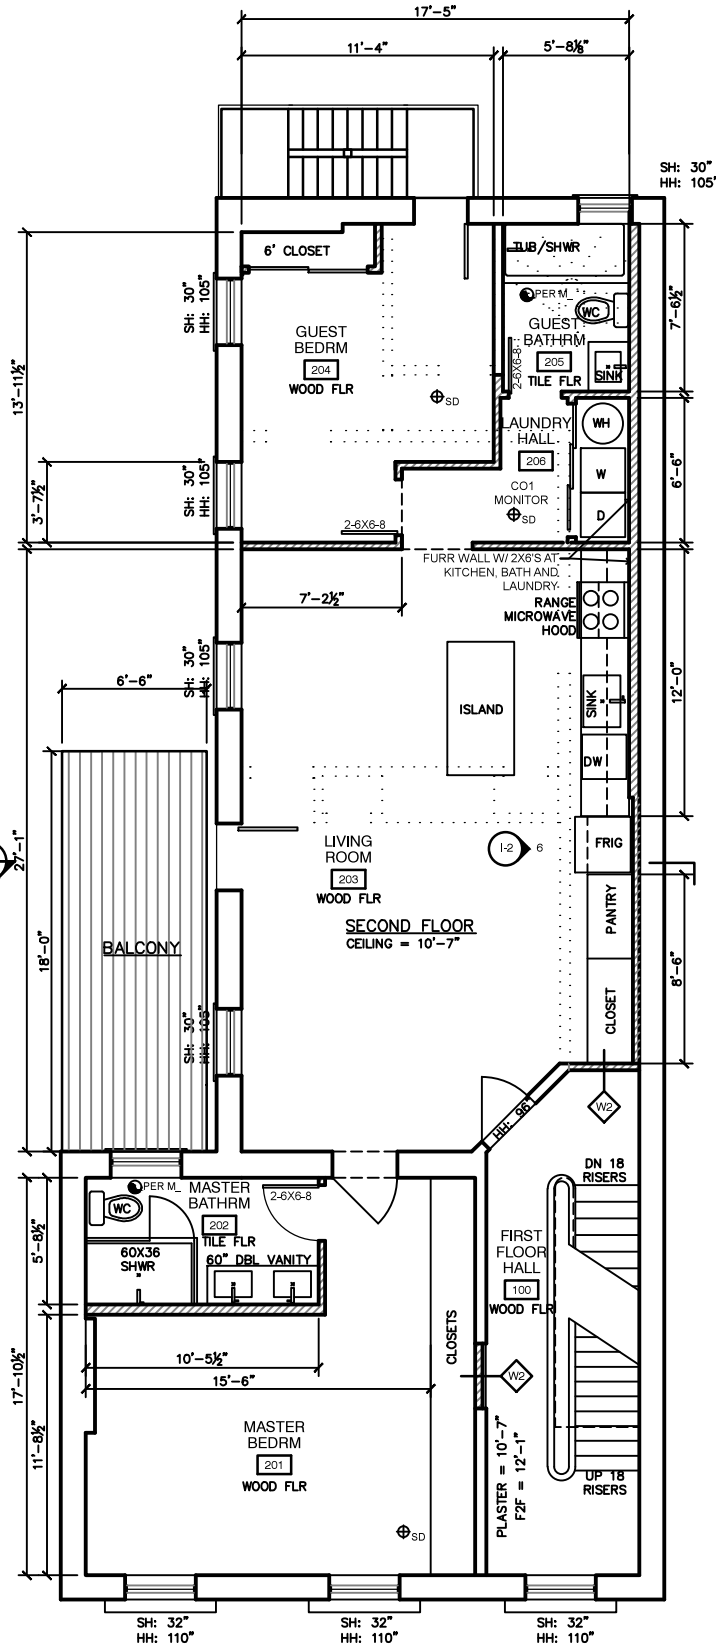 17'-5"
11'-4"
5'-8⅛"
SH: 30"
HH: 105"
6' CLOSET
TUB/SHWR
SH: 30"
HH: 105"
PER M_
WC
GUEST
BEDRM
204
WOOD FLR
GUEST
BATHRM
205
TILE FLR
2-6X6-8
SINK
7'-6½"
13'-11½"
SD
LAUNDRY
HALL
206
WH
W
D
6'-6"
CO1
MONITOR
SD
SH: 30"
HH: 105"
3'-7½"
2-6X6-8
FURR WALL W/ 2X6'S AT
KITCHEN, BATH AND
LAUNDRY
7'-2½"
RANGE
MICROWAVE
HOOD
SH: 30"
HH: 105"
6'-6"
ISLAND
SINK
DW
12'-0"
27'-1"
LIVING
ROOM
203
WOOD FLR
I-2
6
FRIG
SECOND FLOOR
CEILING = 10'-7"
PANTRY
BALCONY
18'-0"
8'-6"
CLOSET
SH: 30"
HH: 105"
HH: 96"
W2
DN 18
RISERS
PER M_
WC
MASTER
BATHRM
202
TILE FLR
2-6X6-8
5'-8½"
60X36
SHWR
60" DBL VANITY
FIRST
FLOOR
HALL
100
WOOD FLR
CLOSETS
10'-5½"
15'-6"
W2
17'-10½"
11'-8½"
MASTER
BEDRM
201
WOOD FLR
PLASTER = 10'-7"
F2F = 12'-1"
UP 18
RISERS
SD
SH: 32"
HH: 110"
SH: 32"
HH: 110"
SH: 32"
HH: 110"